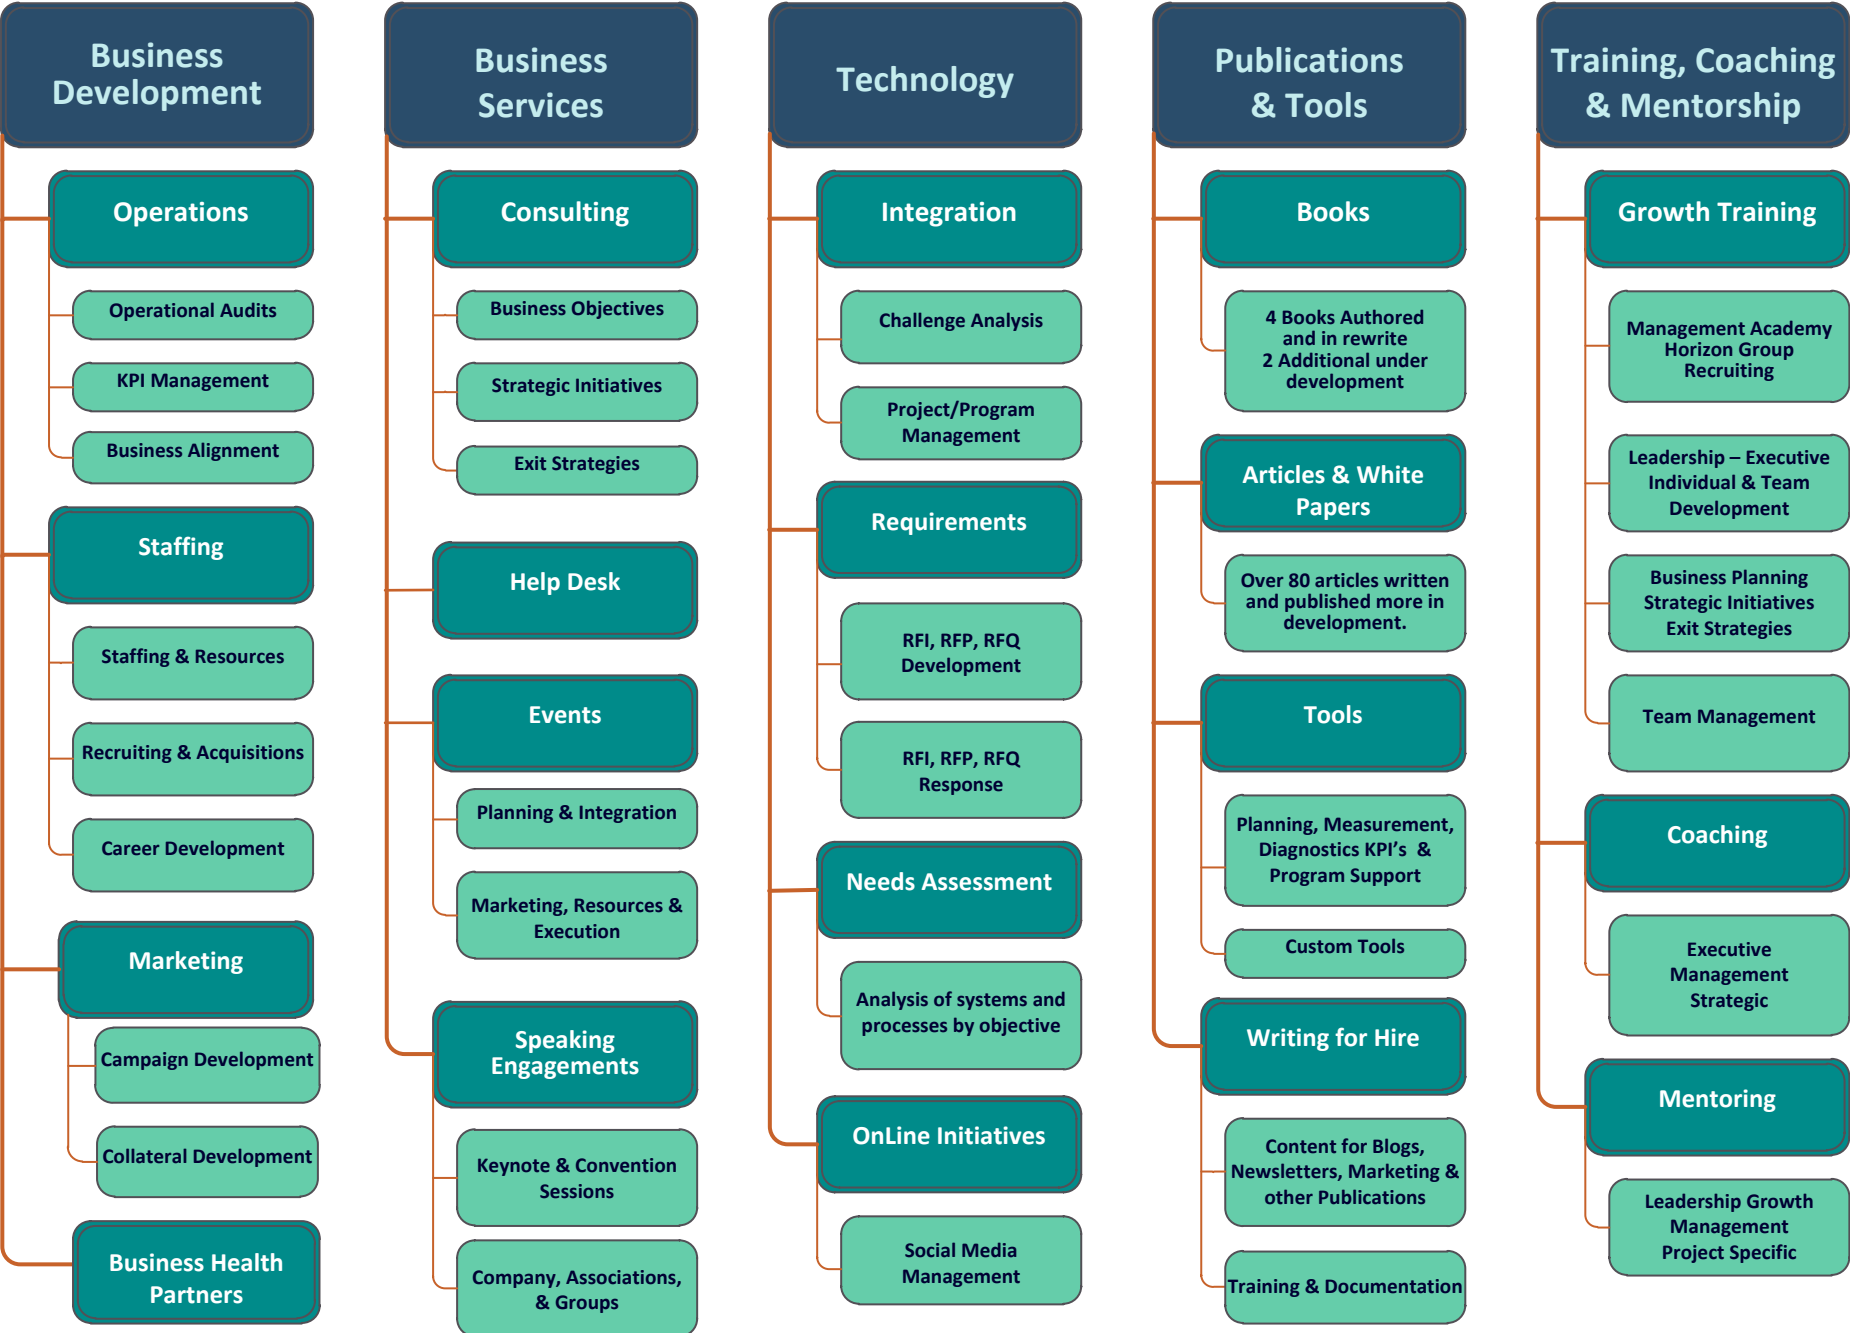 Business
Development
Operations
Operational Audits
KPI Management
Business Alignment
Staffing
Staffing & Resources
Recruiting & Acquisitions
Career Development
Marketing
Campaign Development
Collateral Development
Business Health
Partners
Business
Services
Consulting
Business Objectives
Strategic Initiatives
Exit Strategies
Help Desk
Events
Planning & Integration
Marketing, Resources &
Execution
Speaking
Engagements
Keynote & Convention
Sessions
Company, Associations,
& Groups
Technology
Integration
Challenge Analysis
Project/Program
Management
Requirements
RFI, RFP, RFQ
Development
RFI, RFP, RFQ
Response
Needs Assessment
Analysis of systems and
processes by objective
OnLine Initiatives
Social Media
Management
Publications
& Tools
Books
4 Books Authored
and in rewrite
2 Additional under
development
Articles & White
Papers
Over 80 articles written
and published more in
development.
Tools
Planning, Measurement,
Diagnostics KPI’s &
Program Support
Custom Tools
Writing for Hire
Content for Blogs,
Newsletters, Marketing &
other Publications
Training & Documentation
Training, Coaching
& Mentorship
Growth Training
Management Academy
Horizon Group
Recruiting
Leadership – Executive
Individual & Team
Development
Business Planning
Strategic Initiatives
Exit Strategies
Team Management
Coaching
Executive
Management
Strategic
Mentoring
Leadership Growth
Management
Project Specific